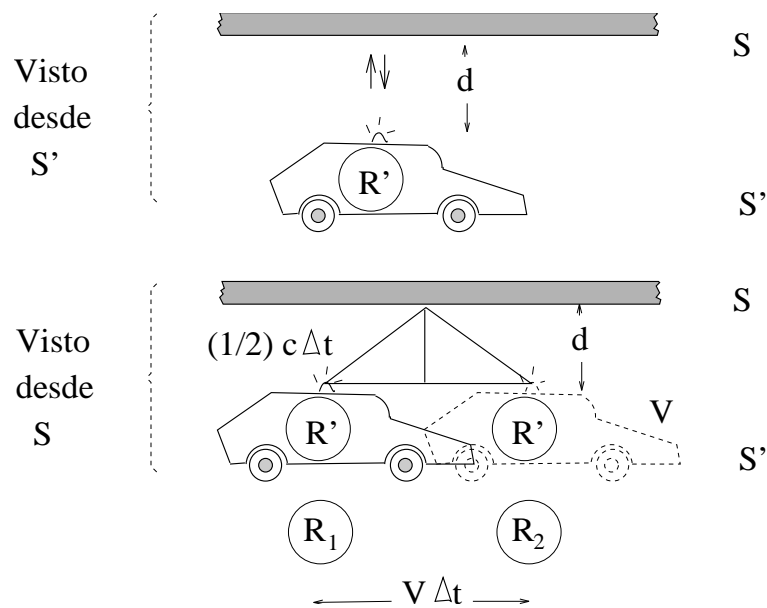 S
Visto
desde
S'
d
R'
S'
S
Visto
desde
S
(1/2) c Δt
d
V
R'
R'
S'
R₁
R₂
V Δt